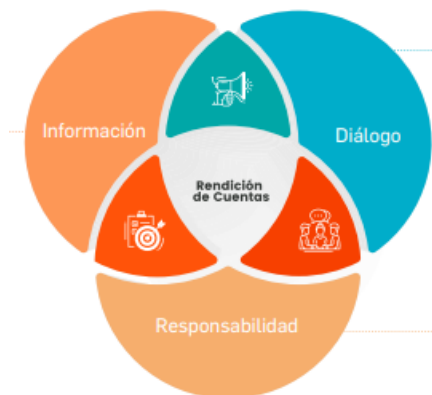 Información
Diálogo
Rendición
de Cuentas
Responsabilidad